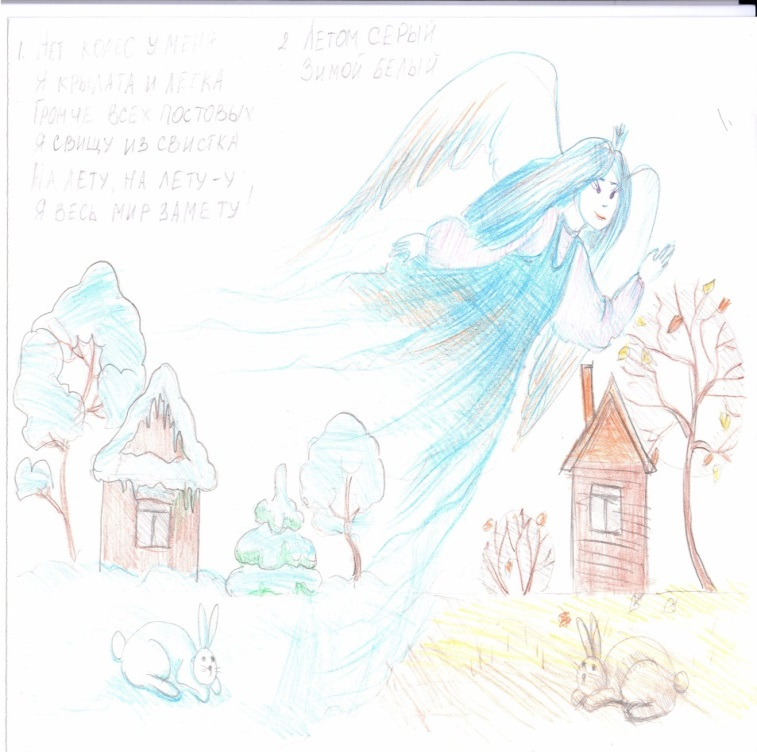 1. Нет колес у меня
Я крылата и легка
Громче всех постовых
Я свищу из свистка
На лету, на лету-у
Я весь мир замету!
2 Летом серый
Зимой белый